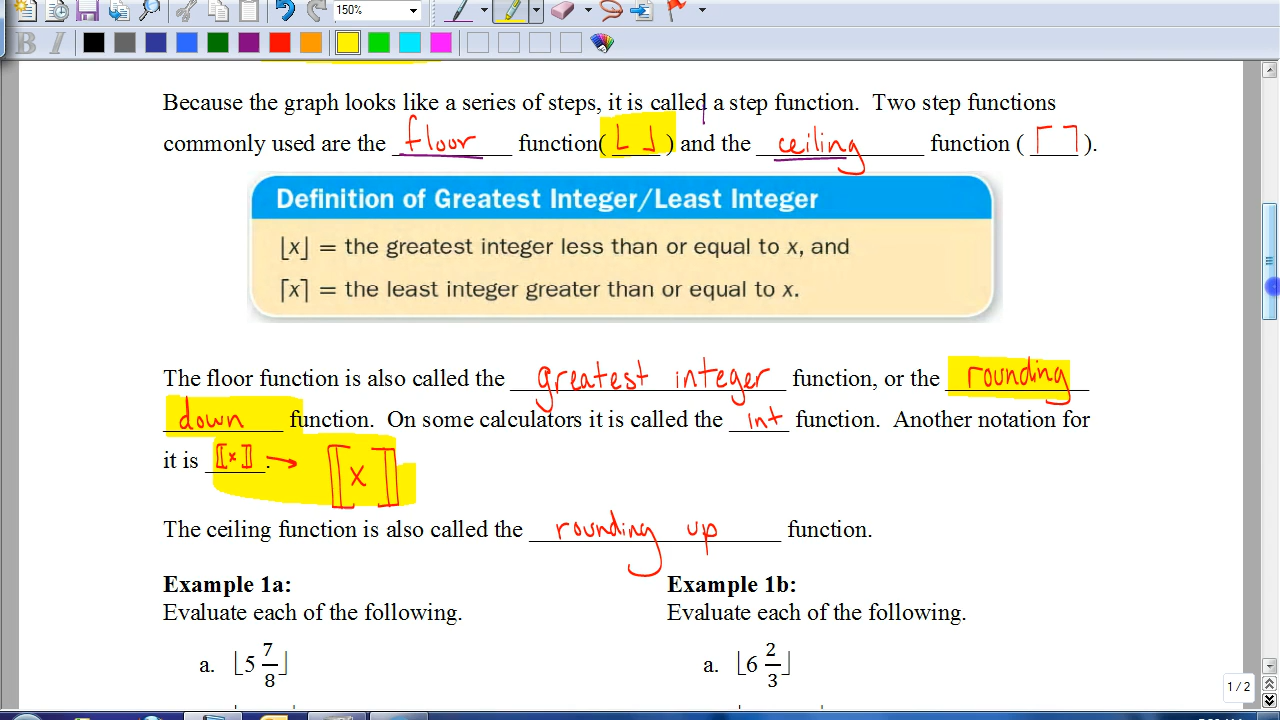 150%
B I
Because the graph looks like a series of steps, it is called a step function. Two step functions
commonly used are the floor function( ⌊ ⌋ ) and the ceiling function ( ⌈ ⌉ ).
Definition of Greatest Integer/Least Integer
⌊x⌋ = the greatest integer less than or equal to x, and
⌈x⌉ = the least integer greater than or equal to x.
The floor function is also called the greatest integer function, or the rounding
down function. On some calculators it is called the int function. Another notation for
it is ⟦x⟧. → ⟦x⟧
The ceiling function is also called the rounding up function.
Example 1a: Example 1b:
Evaluate each of the following. Evaluate each of the following.
a. ⌊5 7/8⌋ a. ⌊6 2/3⌋
1 / 2